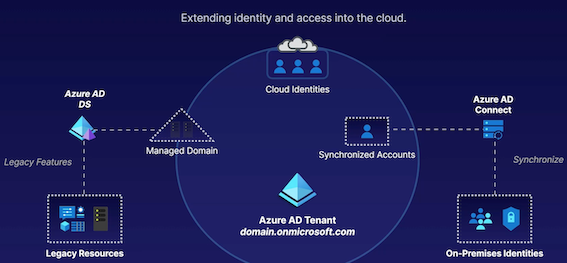 Extending identity and access into the cloud.
Cloud Identities
Azure AD
DS
Legacy Features
Managed Domain
Legacy Resources
Azure AD Tenant
domain.onmicrosoft.com
Synchronized Accounts
Azure AD
Connect
Synchronize
On-Premises Identities